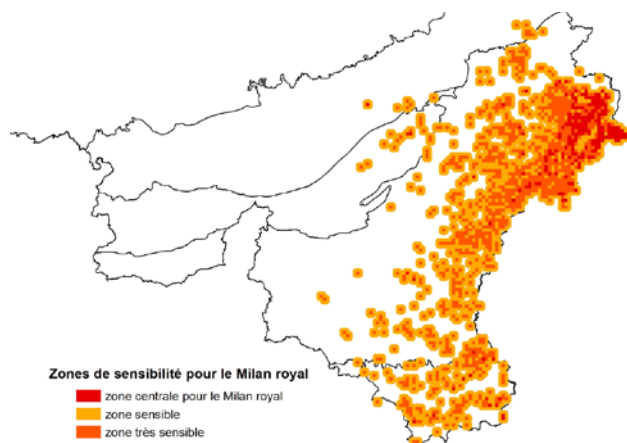 Zones de sensibilité pour le Milan royal
zone centrale pour le Milan royal
zone sensible
zone très sensible